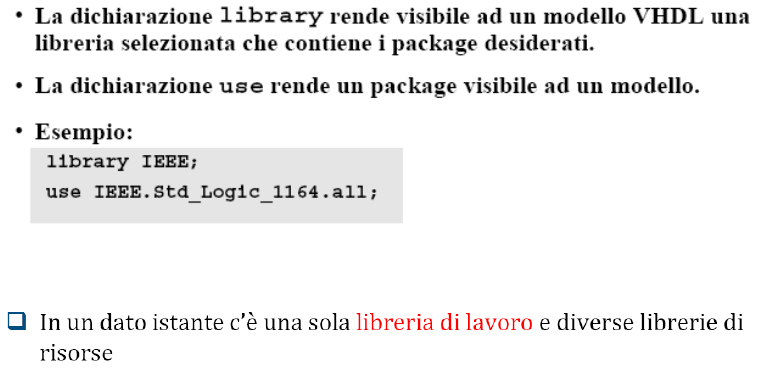 • La dichiarazione library rende visibile ad un modello VHDL una
libreria selezionata che contiene i package desiderati.
• La dichiarazione use rende un package visibile ad un modello.
• Esempio:
library IEEE;
use IEEE.Std_Logic_1164.all;
❑ In un dato istante c’è una sola libreria di lavoro e diverse librerie di
risorse